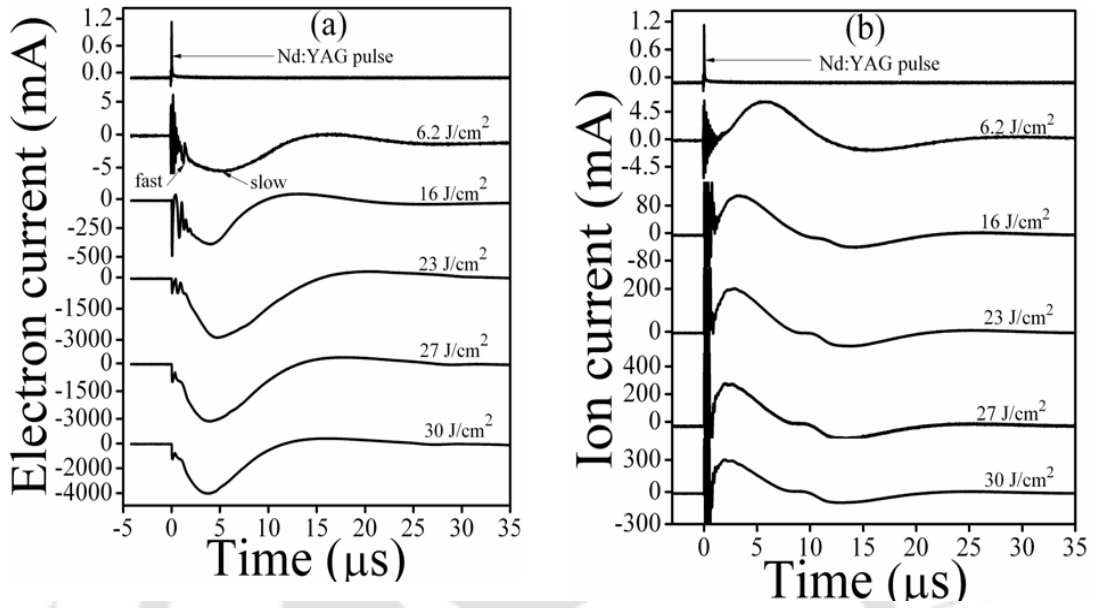 (a)
Electron current (mA)
1.2
0.6
0.0
Nd:YAG pulse
5
0
-5
6.2 J/cm²
fast
slow
0
-250
-500
16 J/cm²
0
-1500
-3000
23 J/cm²
0
-1500
-3000
27 J/cm²
0
-2000
-4000
30 J/cm²
-5 0 5 10 15 20 25 30 35
Time (μs)
(b)
Ion current (mA)
1.2
0.6
0.0
Nd:YAG pulse
4.5
0.0
-4.5
6.2 J/cm²
80
0
-80
16 J/cm²
200
0
23 J/cm²
400
200
0
27 J/cm²
300
0
-300
30 J/cm²
0 5 10 15 20 25 30 35
Time (μs)